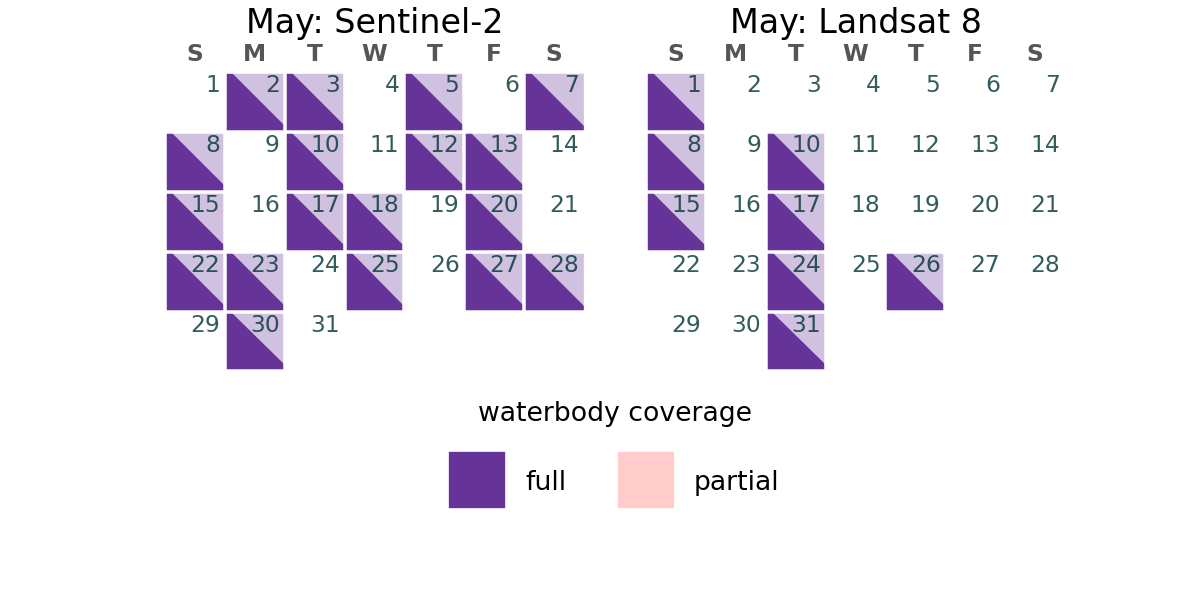 May: Sentinel-2
S M T W T F S
1 2 3 4 5 6 7
8 9 10 11 12 13 14
15 16 17 18 19 20 21
22 23 24 25 26 27 28
29 30 31
May: Landsat 8
S M T W T F S
1 2 3 4 5 6 7
8 9 10 11 12 13 14
15 16 17 18 19 20 21
22 23 24 25 26 27 28
29 30 31
waterbody coverage
full
partial